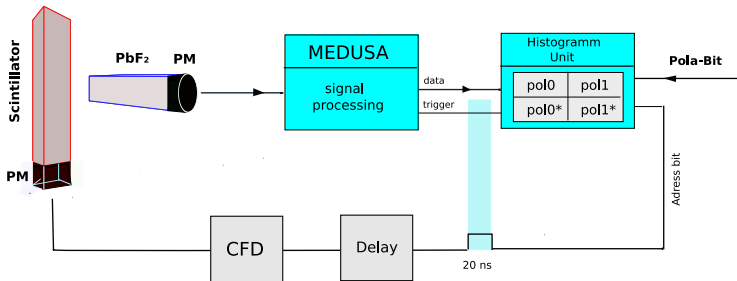 Scintillator
PM
PbF₂
PM
MEDUSA
signal
processing
data
trigger
Histogramm
Unit
pol0 pol1
pol0* pol1*
Pola-Bit
Adress bit
CFD
Delay
20 ns